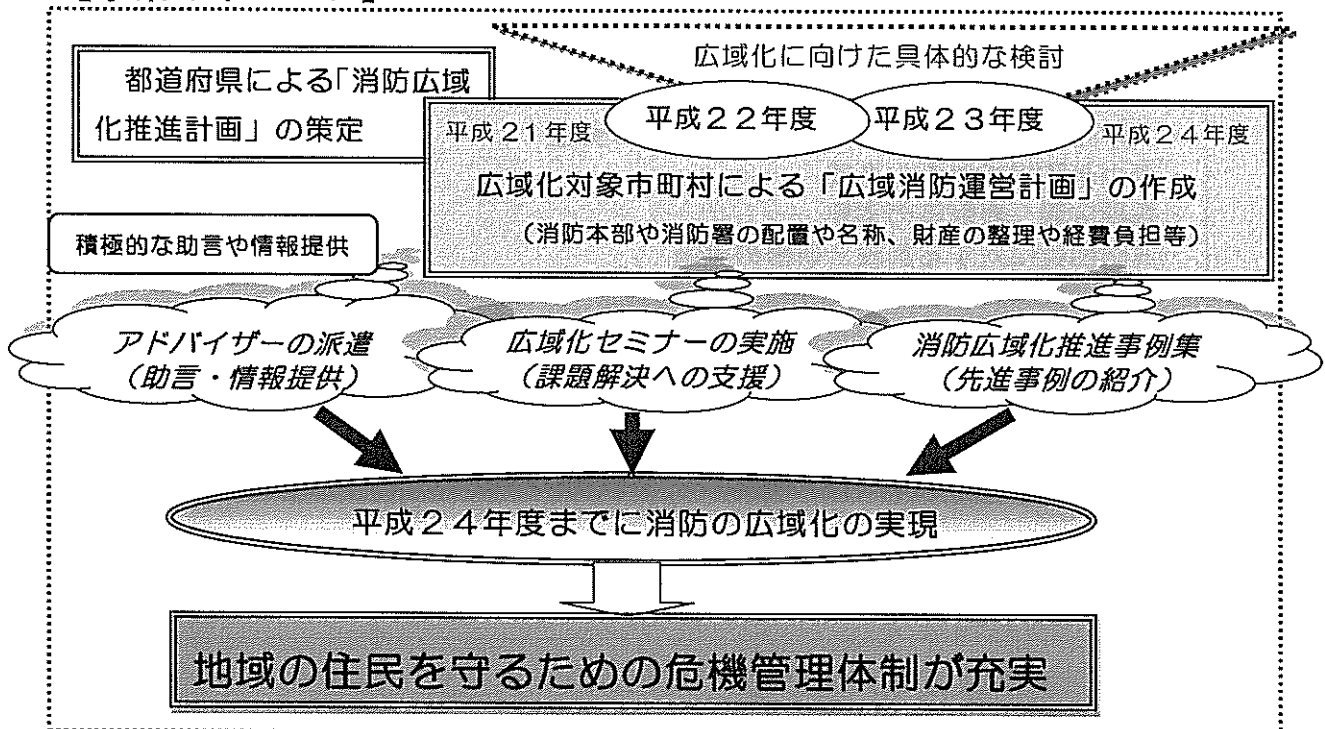 広域化に向けた具体的な検討
都道府県による「消防広域
化推進計画」の策定
平成21年度
平成22年度
平成23年度
平成24年度
広域化対象市町村による「広域消防運営計画」の作成
(消防本部や消防署の配置や名称、財産の整理や経費負担等)
積極的な助言や情報提供
アドバイザーの派遣
(助言・情報提供)
広域化セミナーの実施
(課題解決への支援)
消防広域化推進事例集
(先進事例の紹介)
平成24年度までに消防の広域化の実現
地域の住民を守るための危機管理体制が充実